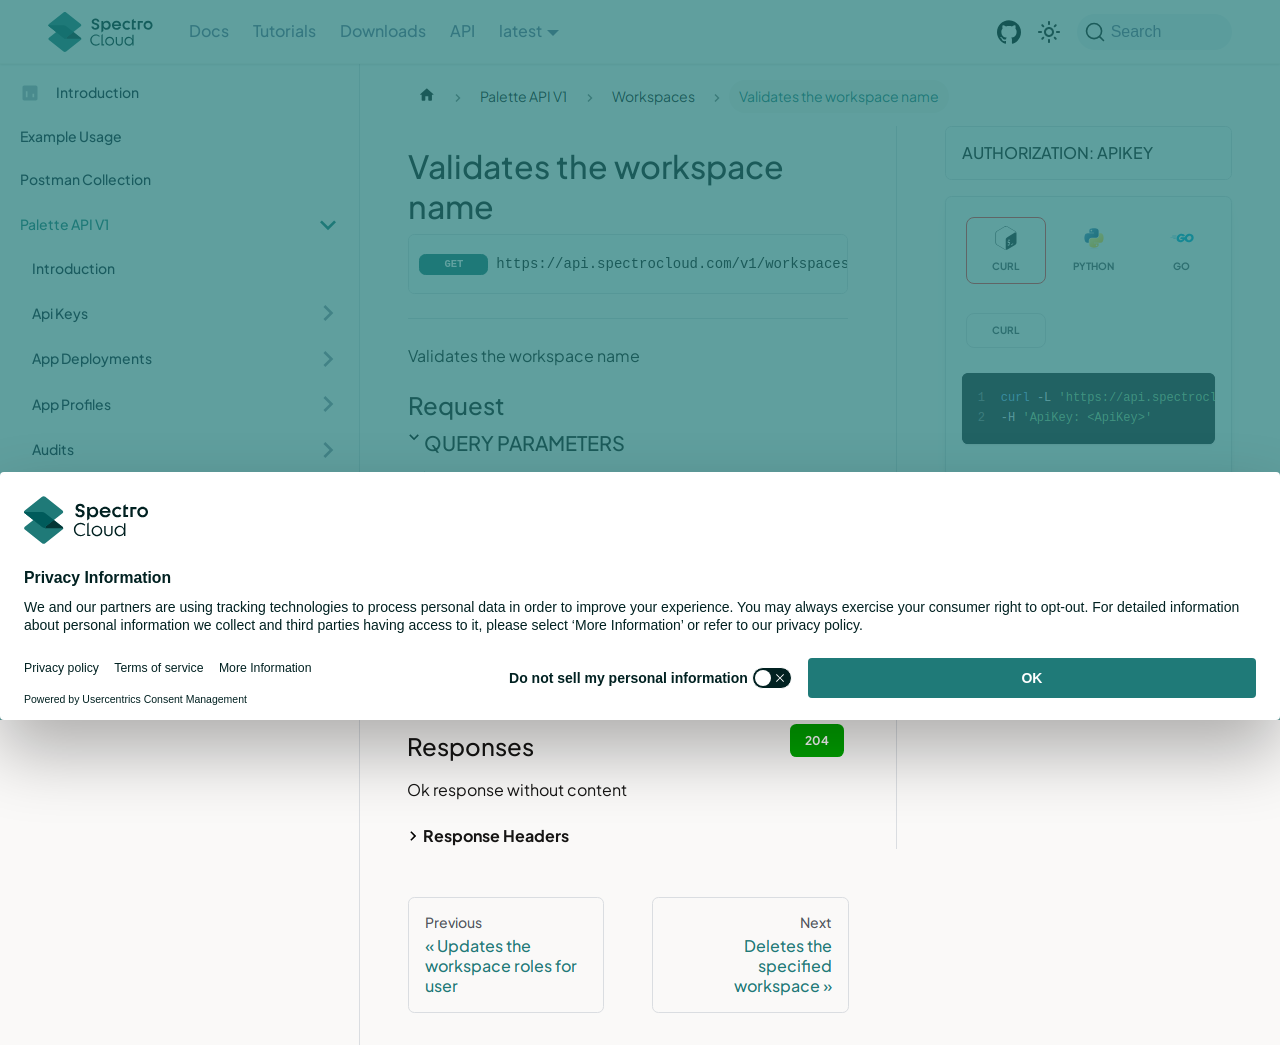 Spectro Cloud
Docs
Tutorials
Downloads
API
latest
Search
Introduction
Example Usage
Postman Collection
Palette API V1
Introduction
Api Keys
App Deployments
App Profiles
Audits
Palette API V1
Workspaces
Validates the workspace name
Validates the workspace
name
GET https://api.spectrocloud.com/v1/workspaces
Validates the workspace name
Request
QUERY PARAMETERS
AUTHORIZATION: APIKEY
CURL
PYTHON
GO
CURL
1 curl -L 'https://api.spectrocl
2 -H 'ApiKey: <ApiKey>'
Spectro
Cloud
Privacy Information
We and our partners are using tracking technologies to process personal data in order to improve your experience. You may always exercise your consumer right to opt-out. For detailed information
about personal information we collect and third parties having access to it, please select ‘More Information’ or refer to our privacy policy.
Privacy policy
Terms of service
More Information
Powered by Usercentrics Consent Management
Do not sell my personal information
OK
Responses
204
Ok response without content
Response Headers
Previous
« Updates the
workspace roles for
user
Next
Deletes the
specified
workspace »